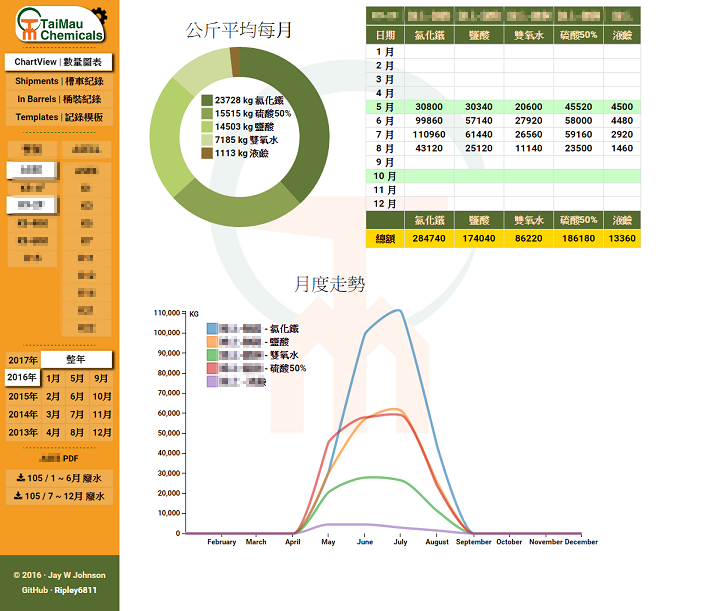 TaiMau
Chemicals
ChartView | 數量圖表
Shipments | 槽車紀錄
In Barrels | 桶裝紀錄
Templates | 記錄模板
2017年 整年
2016年 1月 5月 9月
2015年 2月 6月 10月
2014年 3月 7月 11月
2013年 4月 8月 12月
PDF
105 / 1 ~ 6月 廢水
105 / 7 ~ 12月 廢水
© 2016 · Jay W Johnson
GitHub · Ripley6811
公斤平均每月
23728 kg 氯化鐵
15515 kg 硫酸50%
14503 kg 鹽酸
7185 kg 雙氧水
1113 kg 液鹼
日期 氯化鐵 鹽酸 雙氧水 硫酸50% 液鹼
1 月
2 月
3 月
4 月
5 月 30800 30340 20600 45520 4500
6 月 99860 57140 27920 58000 4480
7 月 110960 61440 26560 59160 2920
8 月 43120 25120 11140 23500 1460
9 月
10 月
11 月
12 月
氯化鐵 鹽酸 雙氧水 硫酸50% 液鹼
總額 284740 174040 86220 186180 13360
月度走勢
KG
110,000
100,000
90,000
80,000
70,000
60,000
50,000
40,000
30,000
20,000
10,000
0
- 氯化鐵
- 鹽酸
- 雙氧水
- 硫酸50%
February March April May June July August September October November December